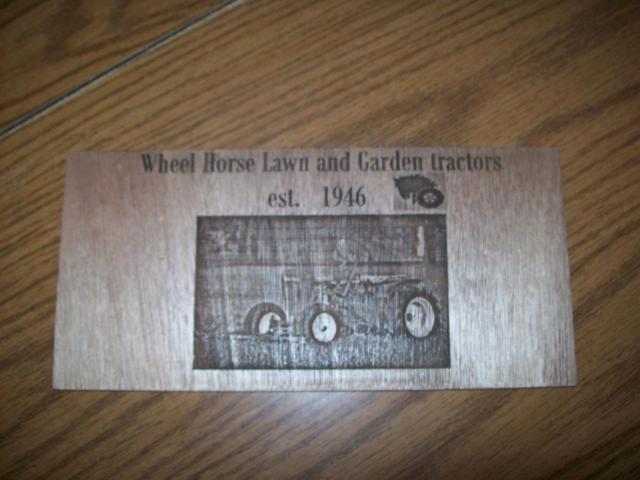 Wheel Horse Lawn and Garden tractors
est. 1946